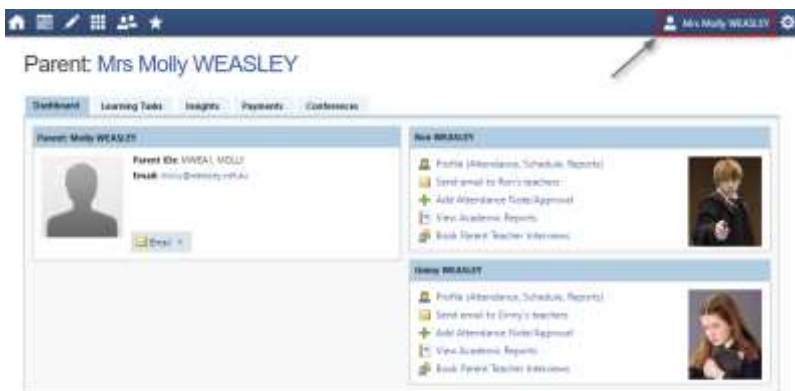 Mrs Molly WEASLEY
Parent: Mrs Molly WEASLEY
Dashboard Learning Tasks Insights Payments Conferences
Parent: Molly WEASLEY
Parent IDs: MWEA1, MOLLY
Email:
Email
Ron WEASLEY
Profile (Attendance, Schedule, Reports)
Send email to Ron's teachers
Add Attendance Note/Approval
View Academic Reports
Book Parent Teacher Interviews
Ginny WEASLEY
Profile (Attendance, Schedule, Reports)
Send email to Ginny's teachers
Add Attendance Note/Approval
View Academic Reports
Book Parent Teacher Interviews